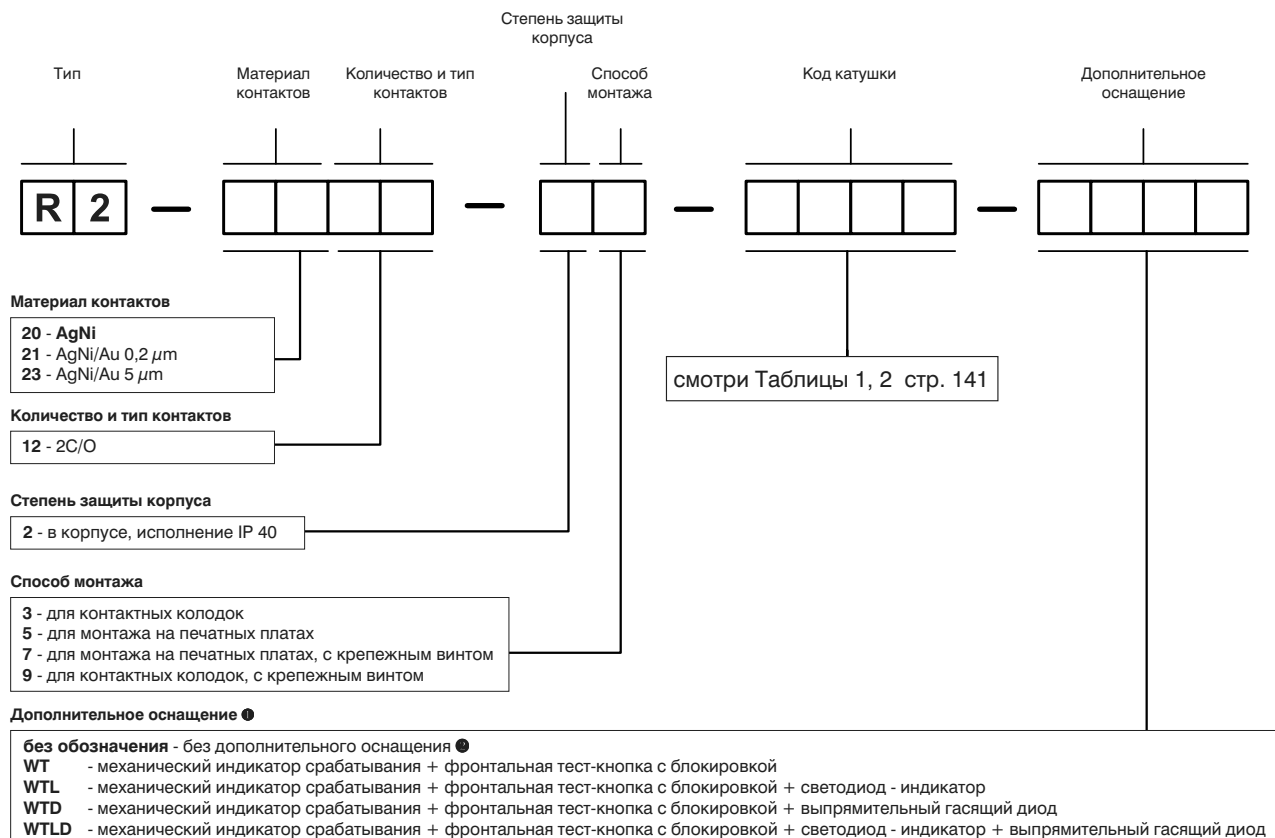 Степень защиты
корпуса
Тип
Материал
контактов
Количество и тип
контактов
Способ
монтажа
Код катушки
Дополнительное
оснащение
R 2 — — — —
Материал контактов
20 - AgNi
21 - AgNi/Au 0,2 μm
23 - AgNi/Au 5 μm
смотри Таблицы 1, 2 стр. 141
Количество и тип контактов
12 - 2C/O
Степень защиты корпуса
2 - в корпусе, исполнение IP 40
Способ монтажа
3 - для контактных колодок
5 - для монтажа на печатных платах
7 - для монтажа на печатных платах, с крепежным винтом
9 - для контактных колодок, с крепежным винтом
Дополнительное оснащение ❶
без обозначения - без дополнительного оснащения ❷
WT - механический индикатор срабатывания + фронтальная тест-кнопка с блокировкой
WTL - механический индикатор срабатывания + фронтальная тест-кнопка с блокировкой + светодиод - индикатор
WTD - механический индикатор срабатывания + фронтальная тест-кнопка с блокировкой + выпрямительный гасящий диод
WTLD - механический индикатор срабатывания + фронтальная тест-кнопка с блокировкой + светодиод - индикатор + выпрямительный гасящий диод